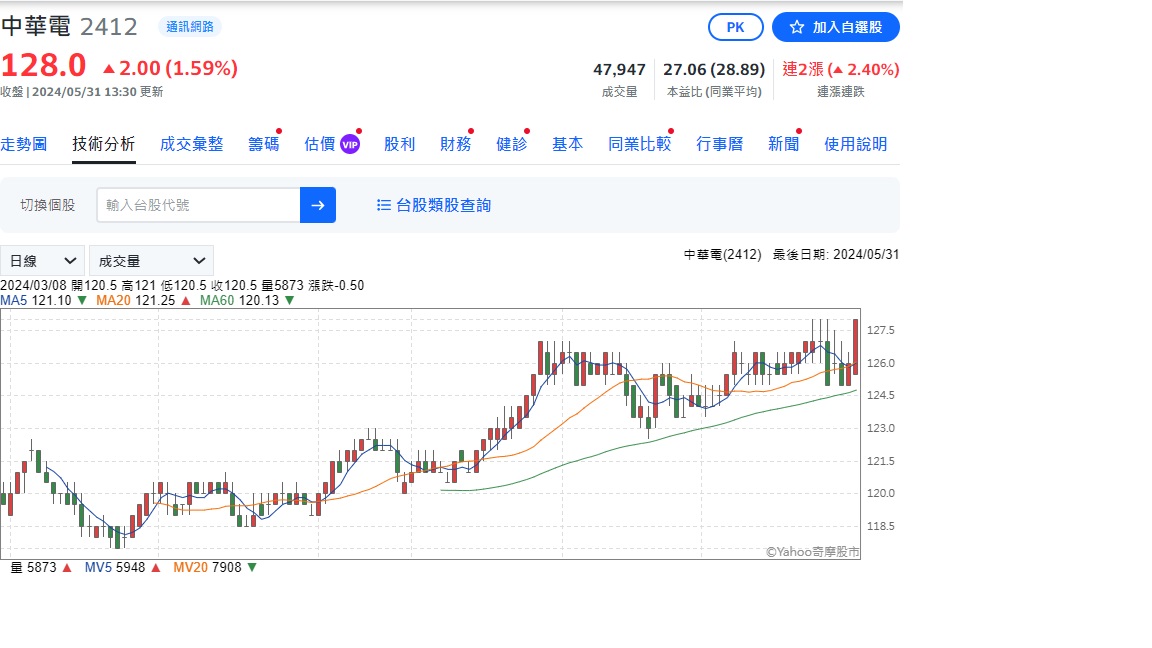 中華電 2412 通訊網路 PK 加入自選股
128.0 2.00 (1.59%) 47,947 27.06 (28.89) 連2漲 ( 2.40%)
收盤 | 2024/05/31 13:30 更新 成交量 本益比 (同業平均) 連漲連跌
走勢圖 技術分析 成交彙整 籌碼 估價 VIP 股利 財務 健診 基本 同業比較 行事曆 新聞 使用說明
切換個股 輸入台股代號 台股類股查詢
日線 成交量 中華電(2412) 最後日期: 2024/05/31
2024/03/08 開120.5 高121 低120.5 收120.5 量5873 漲跌-0.50
MA5 121.10 ▼ MA20 121.25 ▲ MA60 120.13 ▼
127.5
126.0
124.5
123.0
121.5
120.0
118.5
©Yahoo奇摩股市
量 5873 ▲ MV5 5948 ▲ MV20 7908 ▼